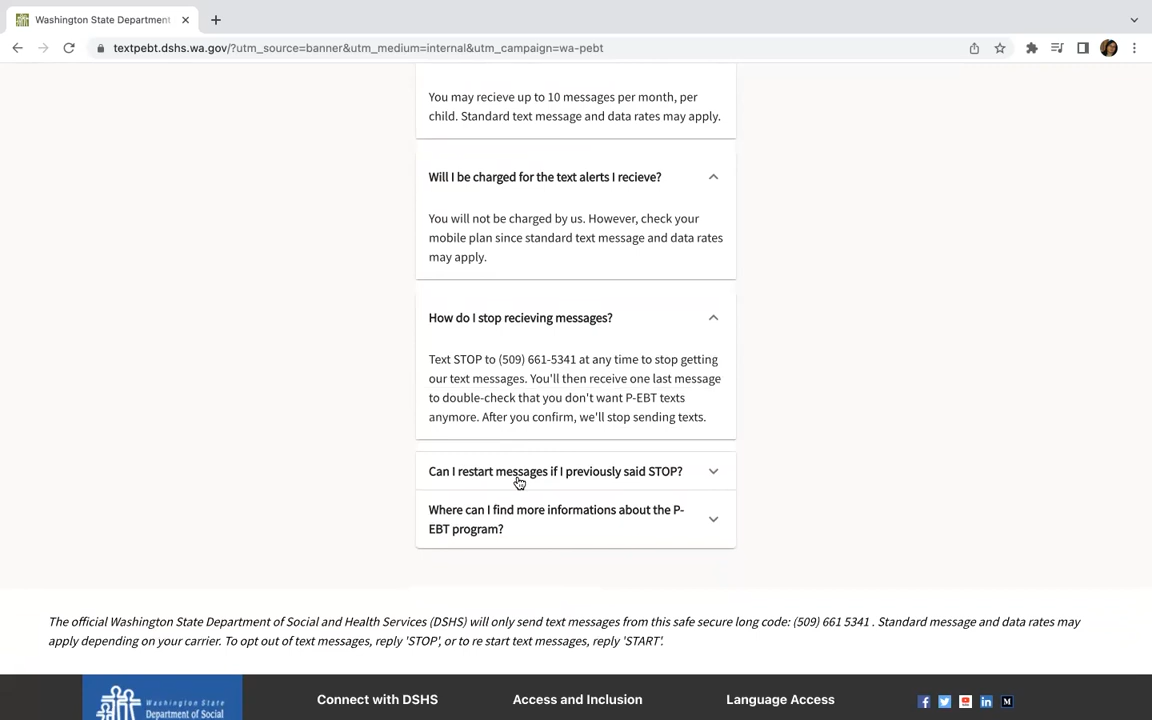 Washington State Department
textpebt.dshs.wa.gov/?utm_source=banner&utm_medium=internal&utm_campaign=wa-pebt
You may recieve up to 10 messages per month, per
child. Standard text message and data rates may apply.
Will I be charged for the text alerts I recieve?
You will not be charged by us. However, check your
mobile plan since standard text message and data rates
may apply.
How do I stop recieving messages?
Text STOP to (509) 661-5341 at any time to stop getting
our text messages. You'll then receive one last message
to double-check that you don't want P-EBT texts
anymore. After you confirm, we'll stop sending texts.
Can I restart messages if I previously said STOP?
Where can I find more informations about the P-
EBT program?
The official Washington State Department of Social and Health Services (DSHS) will only send text messages from this safe secure long code: (509) 661 5341 . Standard message and data rates may
apply depending on your carrier. To opt out of text messages, reply 'STOP', or to re start text messages, reply 'START'.
Washington State
Department of Social
Connect with DSHS
Access and Inclusion
Language Access